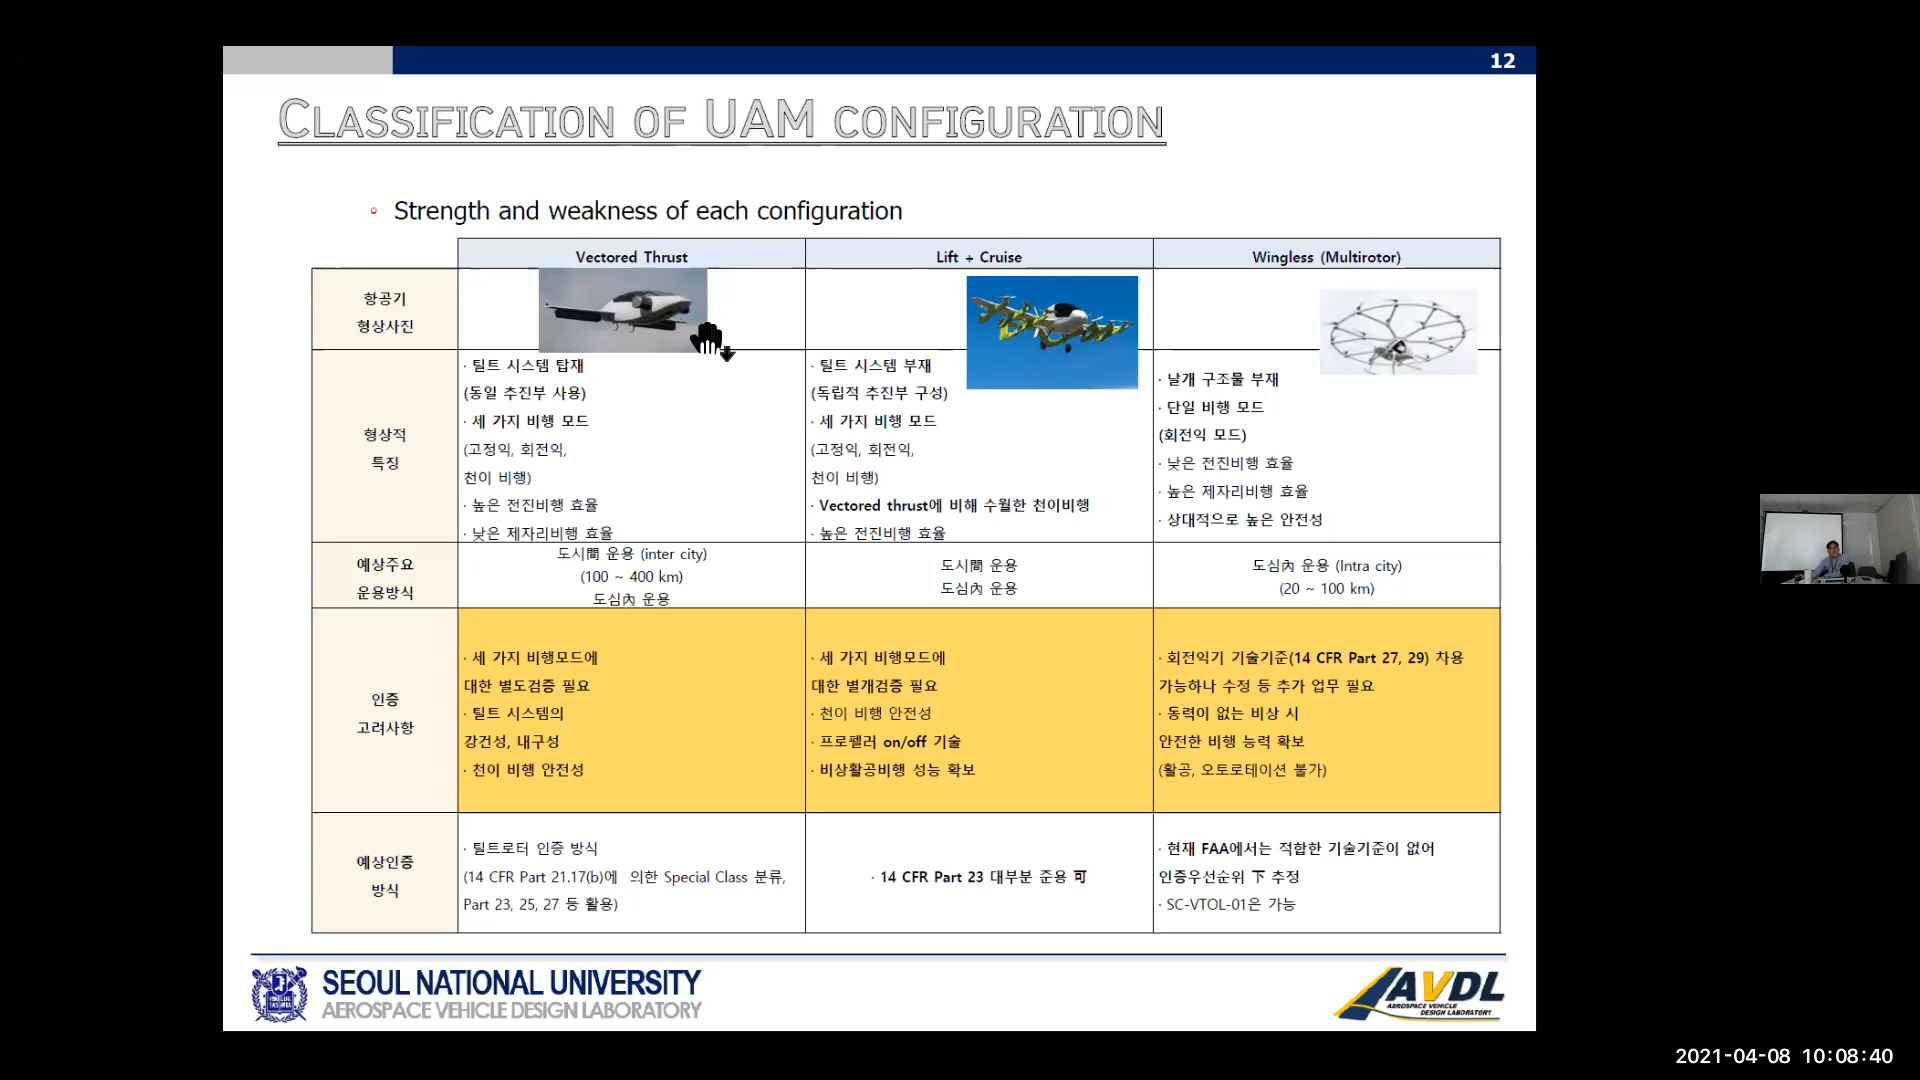 12
CLASSIFICATION OF UAM CONFIGURATION
Strength and weakness of each configuration
Vectored Thrust
Lift + Cruise
Wingless (Multirotor)
항공기
형상사진
형상적
특징
· 틸트 시스템 탑재
(동일 추진부 사용)
· 세 가지 비행 모드
(고정익, 회전익,
천이 비행)
· 높은 전진비행 효율
· 낮은 제자리비행 효율
· 틸트 시스템 부재
(독립적 추진부 구성)
· 세 가지 비행 모드
(고정익, 회전익,
천이 비행)
· Vectored thrust에 비해 수월한 천이비행
· 높은 전진비행 효율
· 날개 구조물 부재
· 단일 비행 모드
(회전익 모드)
· 낮은 전진비행 효율
· 높은 제자리비행 효율
· 상대적으로 높은 안전성
예상주요
운용방식
도시間 운용 (inter city)
(100 ~ 400 km)
도심內 운용
도시間 운용
도심內 운용
도심內 운용 (Intra city)
(20 ~ 100 km)
인증
고려사항
· 세 가지 비행모드에
대한 별도검증 필요
· 틸트 시스템의
강건성, 내구성
· 천이 비행 안전성
· 세 가지 비행모드에
대한 별개검증 필요
· 천이 비행 안전성
· 프로펠러 on/off 기술
· 비상활공비행 성능 확보
· 회전익기 기술기준(14 CFR Part 27, 29) 차용
가능하나 수정 등 추가 업무 필요
· 동력이 없는 비상 시
안전한 비행 능력 확보
(활공, 오토로테이션 불가)
예상인증
방식
· 틸트로터 인증 방식
(14 CFR Part 21.17(b)에 의한 Special Class 분류,
Part 23, 25, 27 등 활용)
· 14 CFR Part 23 대부분 준용 可
· 현재 FAA에서는 적합한 기술기준이 없어
인증우선순위 下 추정
· SC-VTOL-01은 가능
SEOUL NATIONAL UNIVERSITY
AEROSPACE VEHICLE DESIGN LABORATORY
AVDL
AEROSPACE VEHICLE
DESIGN LABORATORY
2021-04-08 10:08:40